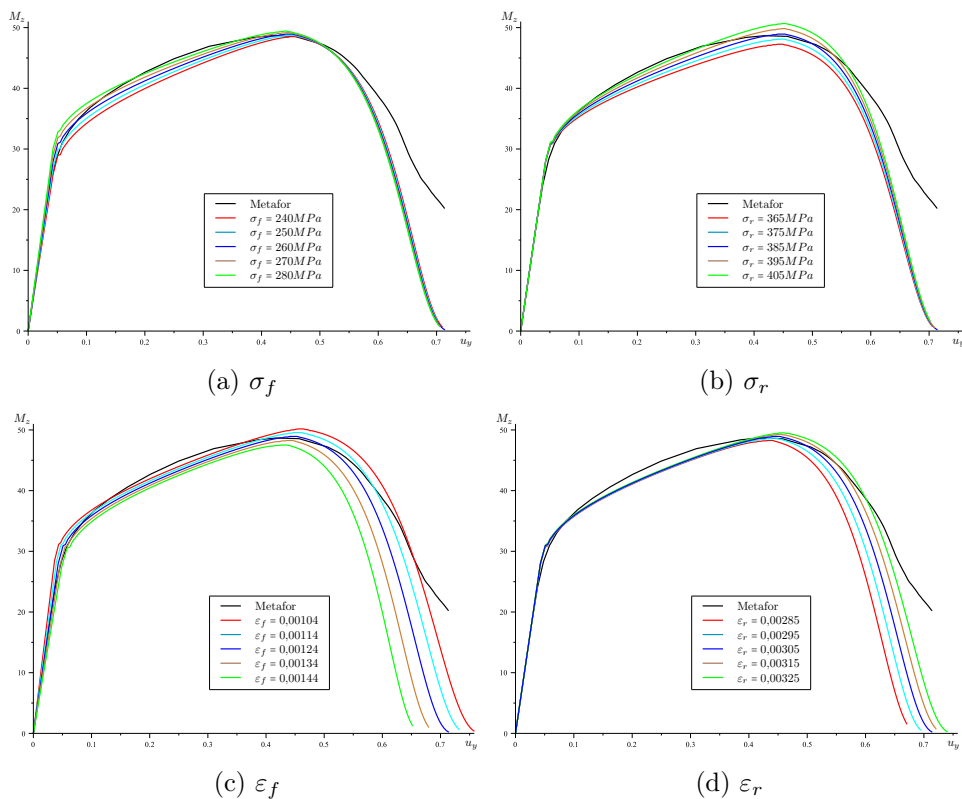 M_z
50
40
30
20
10
0
0 0.1 0.2 0.3 0.4 0.5 0.6 0.7 u_y
Metafor
σ_f = 240MPa
σ_f = 250MPa
σ_f = 260MPa
σ_f = 270MPa
σ_f = 280MPa
(a) σ_f
M_z
50
40
30
20
10
0
0 0.1 0.2 0.3 0.4 0.5 0.6 0.7 u_y
Metafor
σ_r = 365MPa
σ_r = 375MPa
σ_r = 385MPa
σ_r = 395MPa
σ_r = 405MPa
(b) σ_r
M_z
50
40
30
20
10
0
0 0.1 0.2 0.3 0.4 0.5 0.6 0.7 u_y
Metafor
ε_f = 0,00104
ε_f = 0,00114
ε_f = 0,00124
ε_f = 0,00134
ε_f = 0,00144
(c) ε_f
M_z
50
40
30
20
10
0
0 0.1 0.2 0.3 0.4 0.5 0.6 0.7 u_y
Metafor
ε_r = 0,00285
ε_r = 0,00295
ε_r = 0,00305
ε_r = 0,00315
ε_r = 0,00325
(d) ε_r